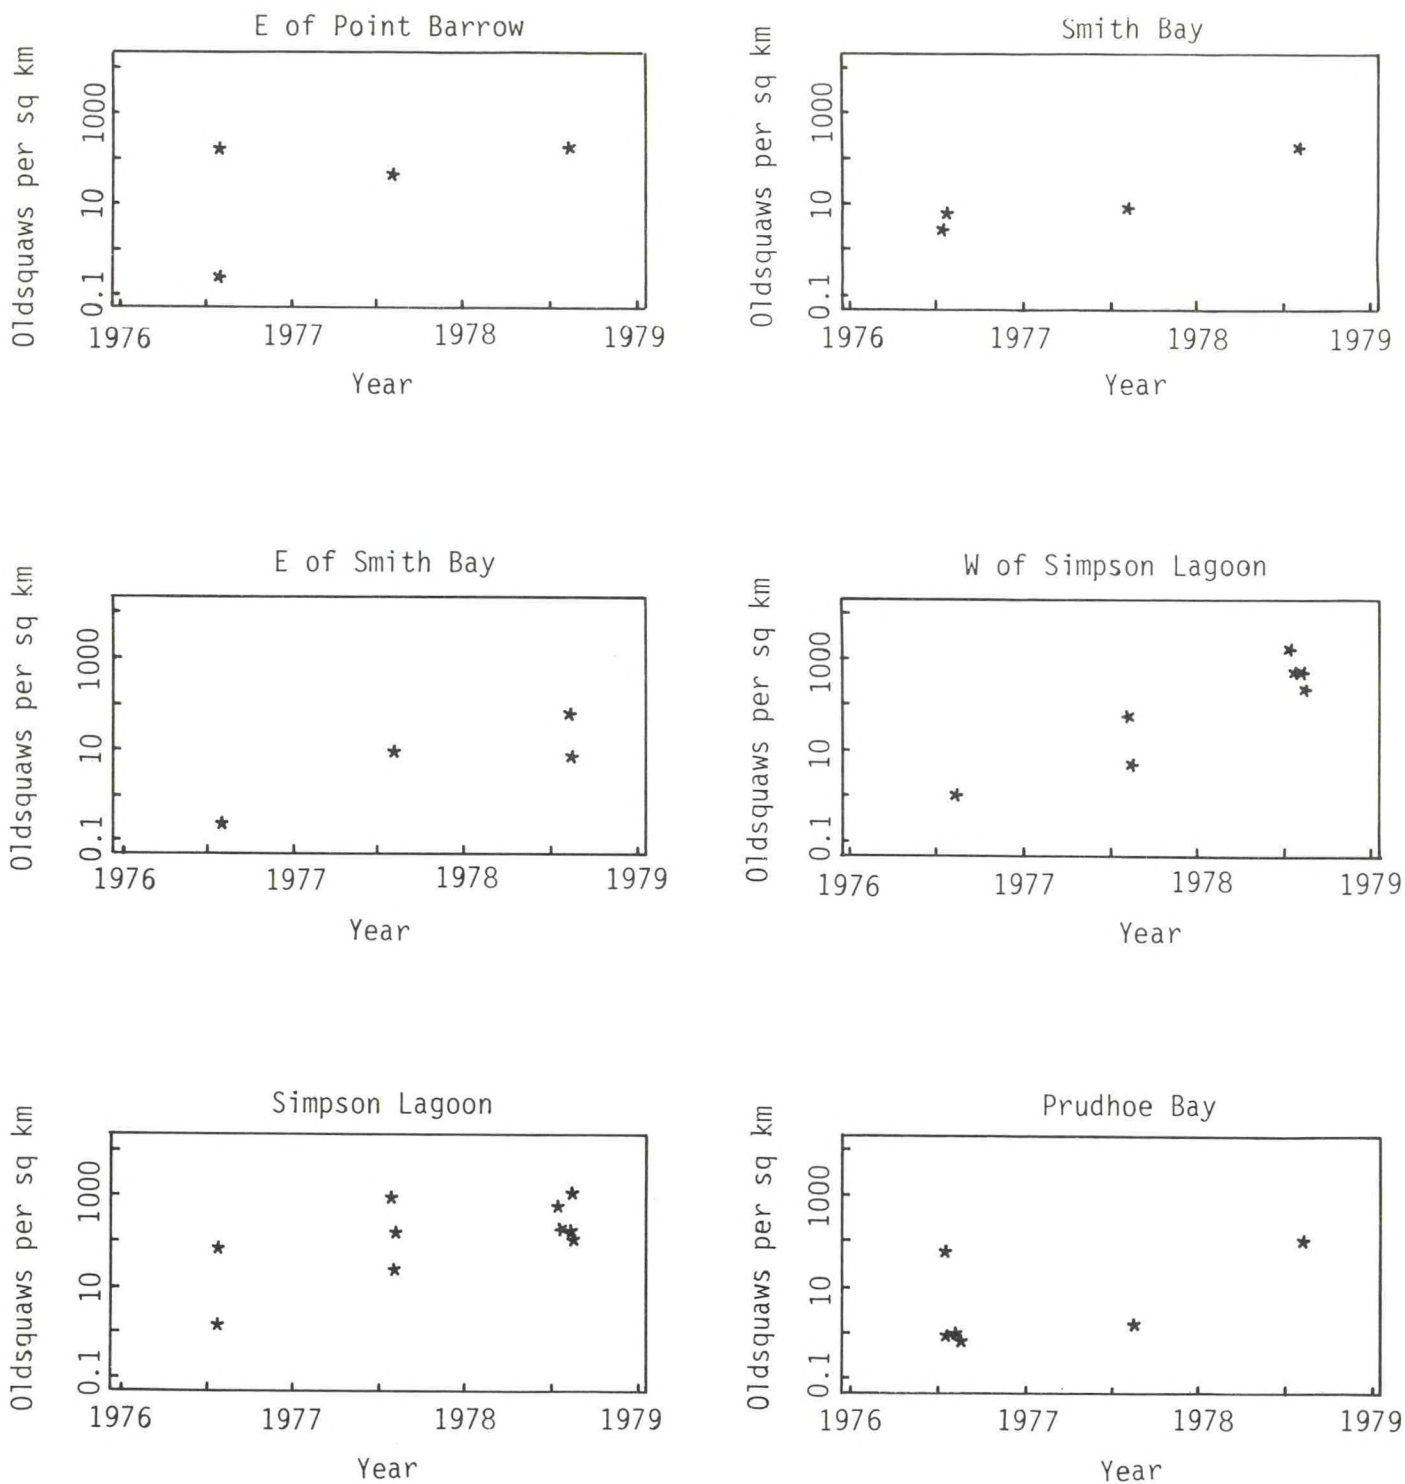 E of Point Barrow
Oldsquaws per sq km
1000
10
0.1
1976 1977 1978 1979
Year
Smith Bay
Oldsquaws per sq km
1000
10
0.1
1976 1977 1978 1979
Year
E of Smith Bay
Oldsquaws per sq km
1000
10
0.1
1976 1977 1978 1979
Year
W of Simpson Lagoon
Oldsquaws per sq km
1000
10
0.1
1976 1977 1978 1979
Year
Simpson Lagoon
Oldsquaws per sq km
1000
10
0.1
1976 1977 1978 1979
Year
Prudhoe Bay
Oldsquaws per sq km
1000
10
0.1
1976 1977 1978 1979
Year